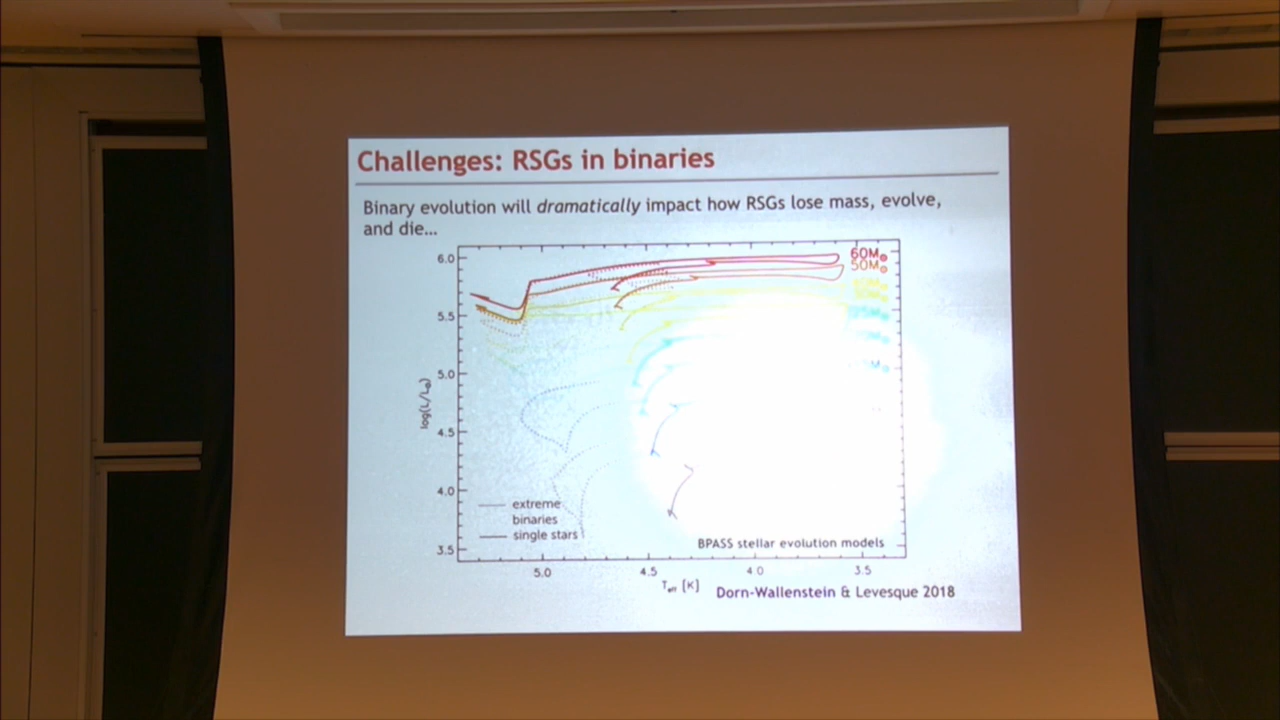 Challenges: RSGs in binaries
Binary evolution will dramatically impact how RSGs lose mass, evolve,
and die...
6.0
60M⊙
50M⊙
5.5
5.0
log(L/L⊙)
4.5
4.0
extreme
binaries
single stars
BPASS stellar evolution models
3.5
5.0 4.5 4.0 3.5
Teff [K]
Dorn-Wallenstein & Levesque 2018